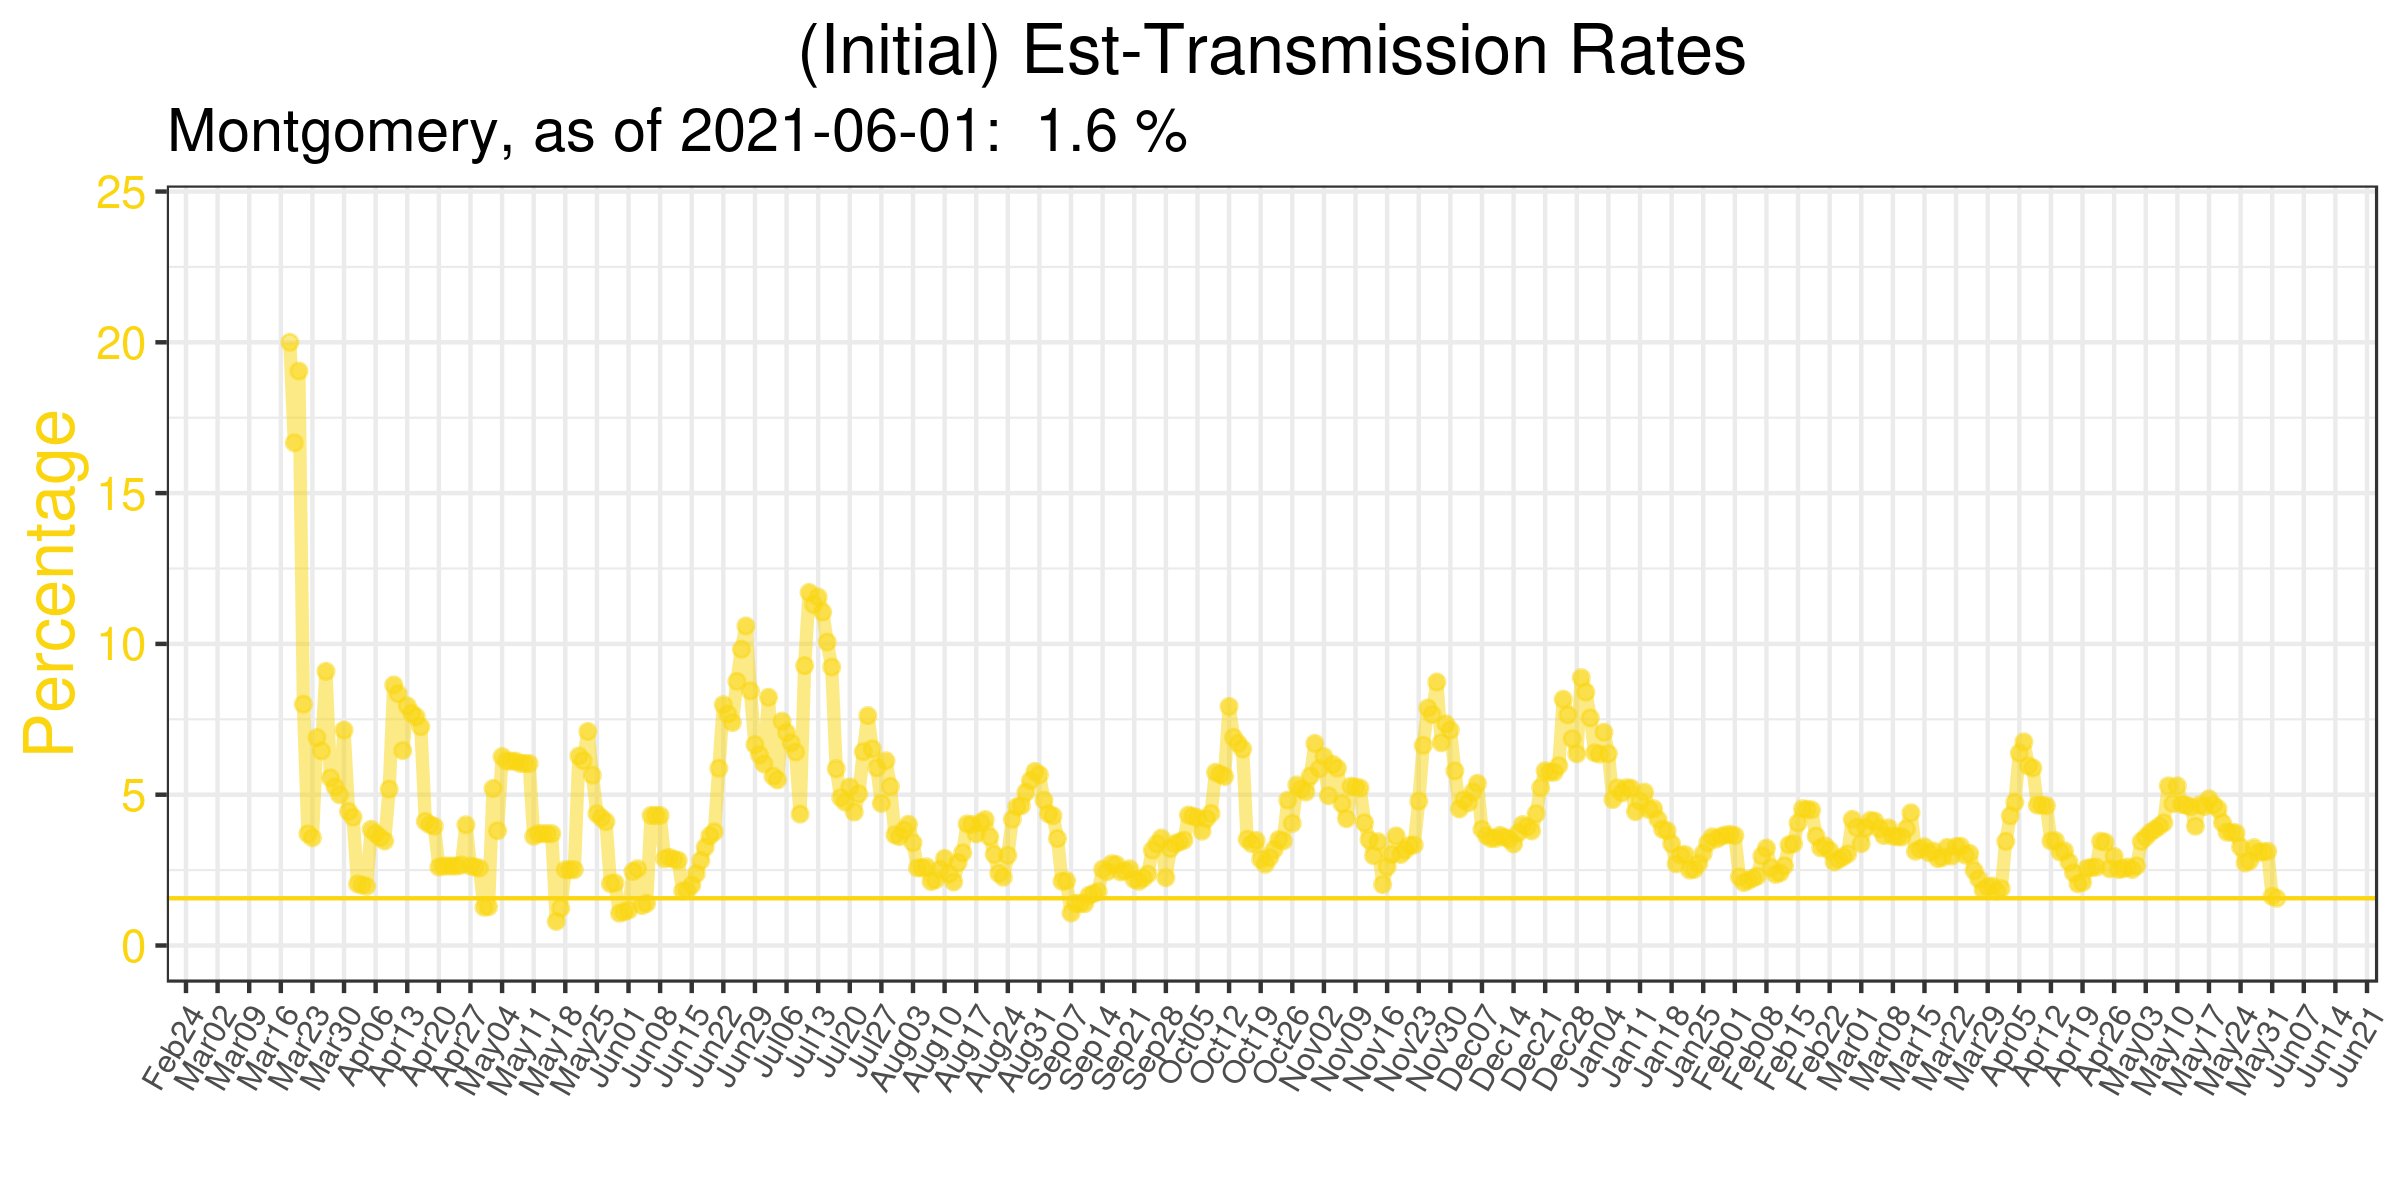 (Initial) Est-Transmission Rates
Montgomery, as of 2021-06-01:  1.6 %
Percentage
25
20
15
10
5
0
Feb24
Mar02
Mar09
Mar16
Mar23
Mar30
Apr06
Apr13
Apr20
Apr27
May04
May11
May18
May25
Jun01
Jun08
Jun15
Jun22
Jun29
Jul06
Jul13
Jul20
Jul27
Aug03
Aug10
Aug17
Aug24
Aug31
Sep07
Sep14
Sep21
Sep28
Oct05
Oct12
Oct19
Oct26
Nov02
Nov09
Nov16
Nov23
Nov30
Dec07
Dec14
Dec21
Dec28
Jan04
Jan11
Jan18
Jan25
Feb01
Feb08
Feb15
Feb22
Mar01
Mar08
Mar15
Mar22
Mar29
Apr05
Apr12
Apr19
Apr26
May03
May10
May17
May24
May31
Jun07
Jun14
Jun21